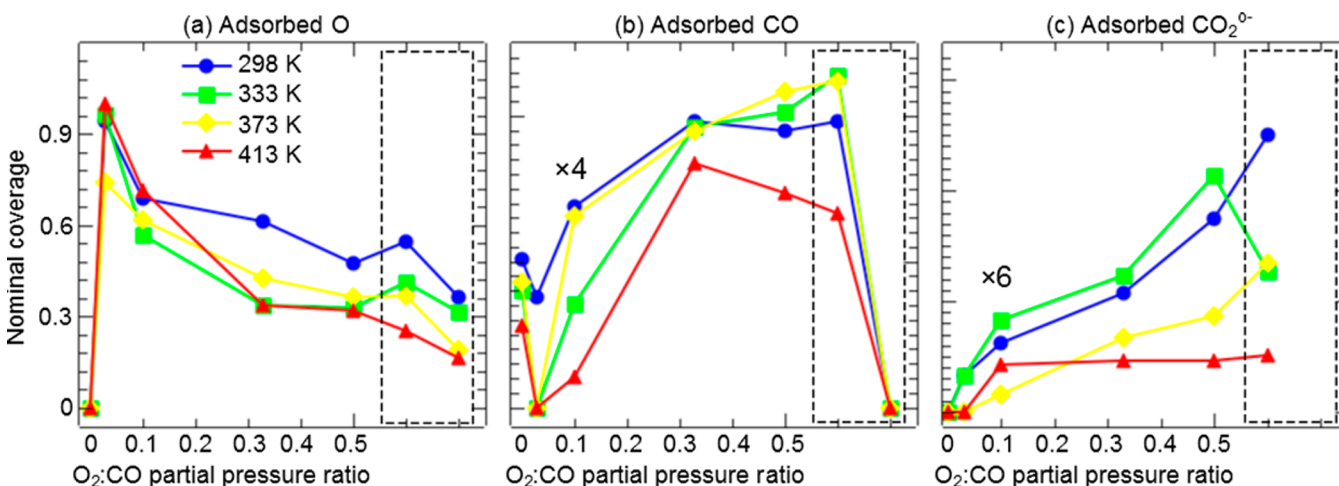 (a) Adsorbed O
(b) Adsorbed CO
(c) Adsorbed CO₂⁰⁻
298 K
333 K
373 K
413 K
×4
×6
Nominal coverage
0.9
0.6
0.3
0
0 0.1 0.2 0.3 0.4 0.5
0 0.1 0.2 0.3 0.4 0.5
0 0.1 0.2 0.3 0.4 0.5
O₂:CO partial pressure ratio
O₂:CO partial pressure ratio
O₂:CO partial pressure ratio